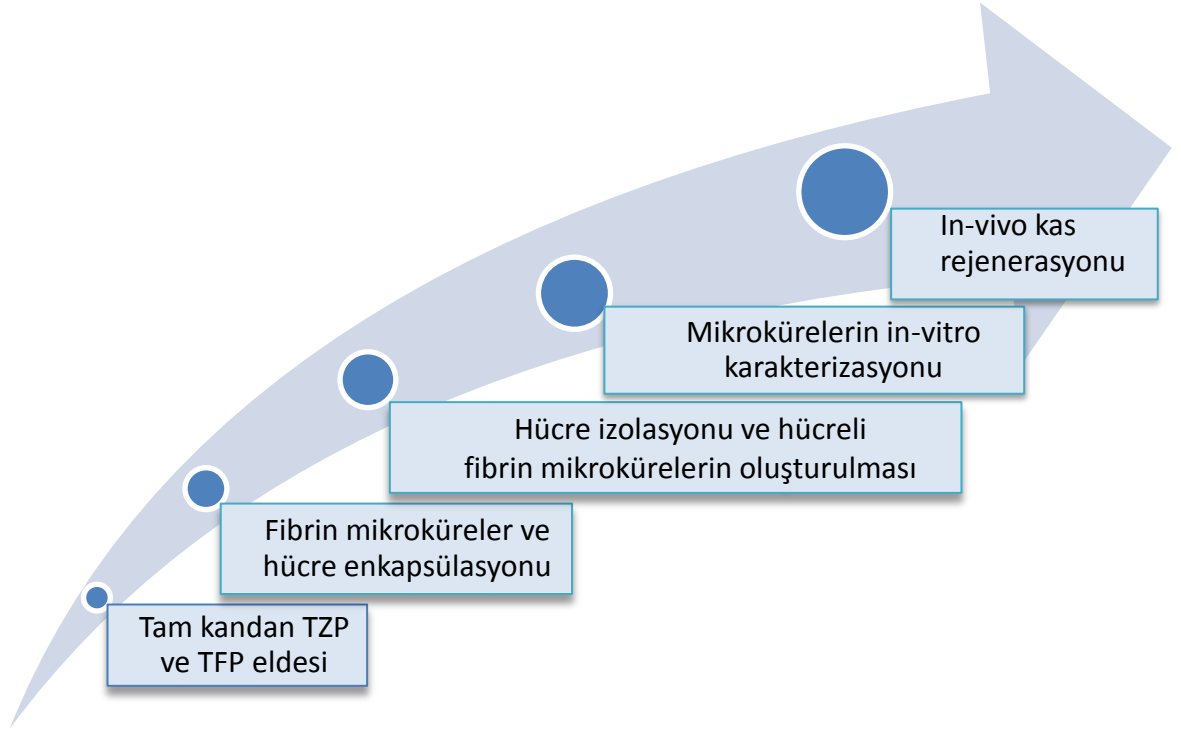 In-vivo kas
rejenerasyonu
Mikrokürelerin in-vitro
karakterizasyonu
Hücre izolasyonu ve hücreli
fibrin mikrokürelerin oluşturulması
Fibrin mikroküreler ve
hücre enkapsülasyonu
Tam kandan TZP
ve TFP eldesi